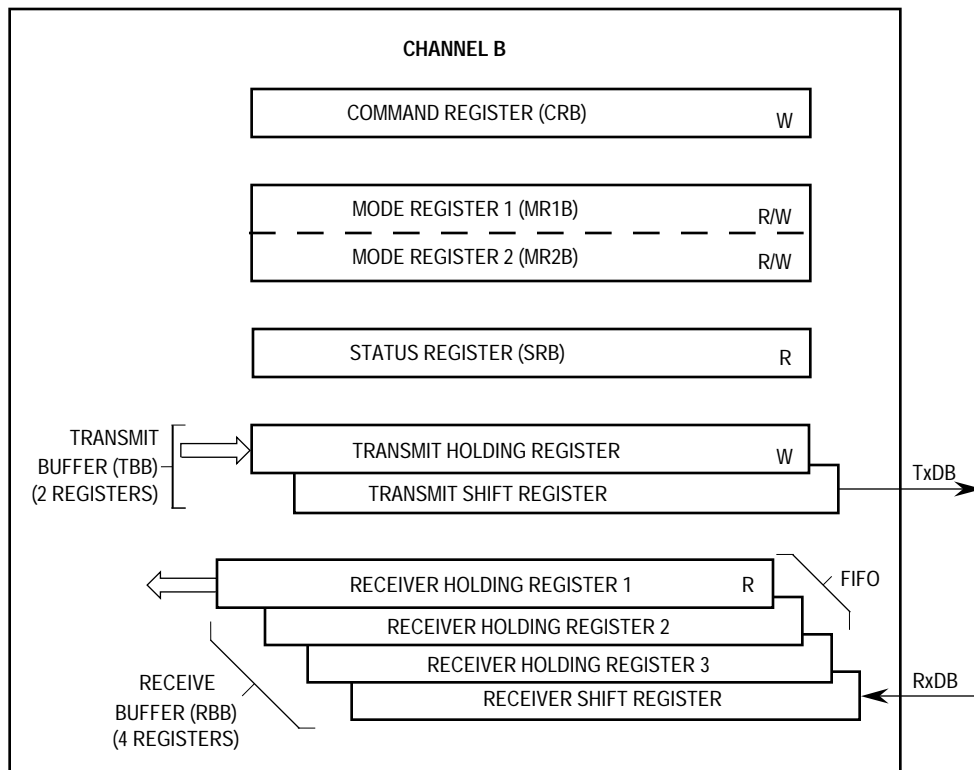 CHANNEL B
COMMAND REGISTER (CRB)
W
MODE REGISTER 1 (MR1B)
R/W
MODE REGISTER 2 (MR2B)
R/W
STATUS REGISTER (SRB)
R
TRANSMIT
BUFFER (TBB)
(2 REGISTERS)
TRANSMIT HOLDING REGISTER
W
TRANSMIT SHIFT REGISTER
TxDB
RECEIVER HOLDING REGISTER 1
R
FIFO
RECEIVER HOLDING REGISTER 2
RECEIVER HOLDING REGISTER 3
RECEIVER SHIFT REGISTER
RxDB
RECEIVE
BUFFER (RBB)
(4 REGISTERS)